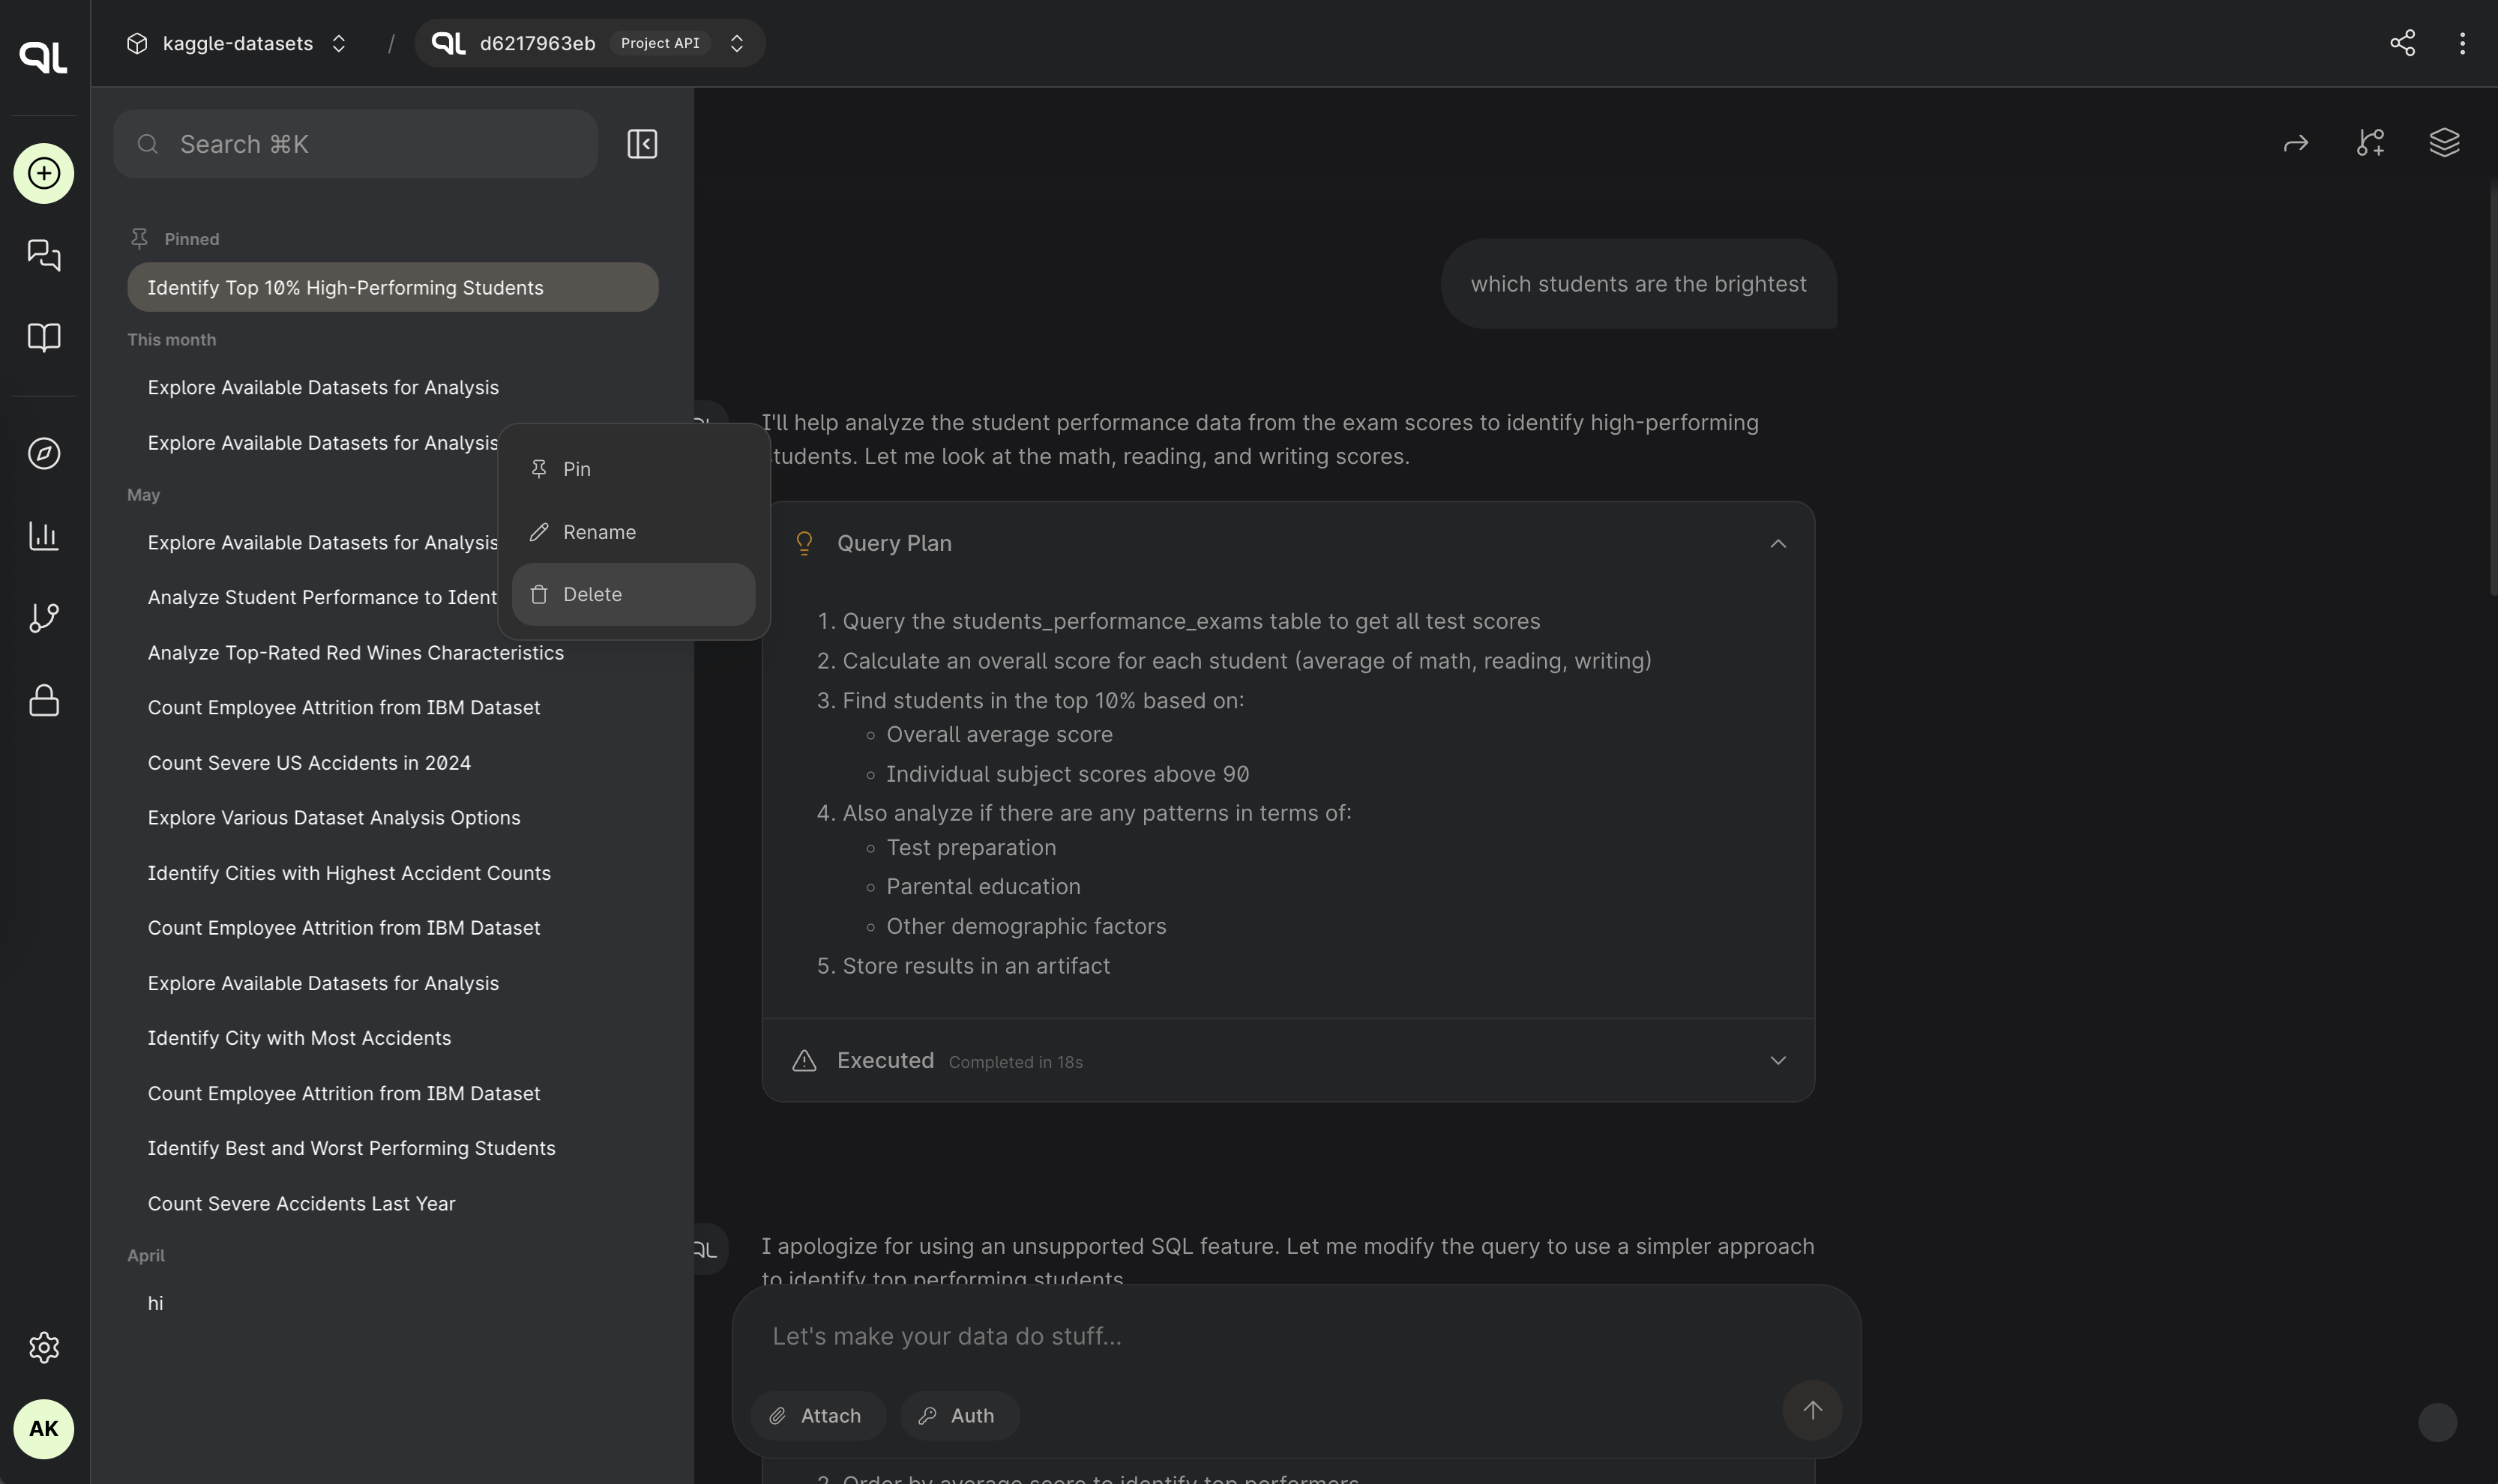 kaggle-datasets / d6217963eb Project API
Search ⌘K
Pinned
Identify Top 10% High-Performing Students
This month
Explore Available Datasets for Analysis
Explore Available Datasets for Analysis
May
Explore Available Datasets for Analysis
Analyze Student Performance to Ident
Analyze Top-Rated Red Wines Characteristics
Count Employee Attrition from IBM Dataset
Count Severe US Accidents in 2024
Explore Various Dataset Analysis Options
Identify Cities with Highest Accident Counts
Count Employee Attrition from IBM Dataset
Explore Available Datasets for Analysis
Identify City with Most Accidents
Count Employee Attrition from IBM Dataset
Identify Best and Worst Performing Students
Count Severe Accidents Last Year
April
hi
AK
Pin
Rename
Delete
which students are the brightest
I'll help analyze the student performance data from the exam scores to identify high-performing
students. Let me look at the math, reading, and writing scores.
Query Plan
1. Query the students_performance_exams table to get all test scores
2. Calculate an overall score for each student (average of math, reading, writing)
3. Find students in the top 10% based on:
Overall average score
Individual subject scores above 90
4. Also analyze if there are any patterns in terms of:
Test preparation
Parental education
Other demographic factors
5. Store results in an artifact
Executed Completed in 18s
I apologize for using an unsupported SQL feature. Let me modify the query to use a simpler approach
to identify top performing students.
Let's make your data do stuff...
Attach
Auth
2. Order by average score to identify top performers